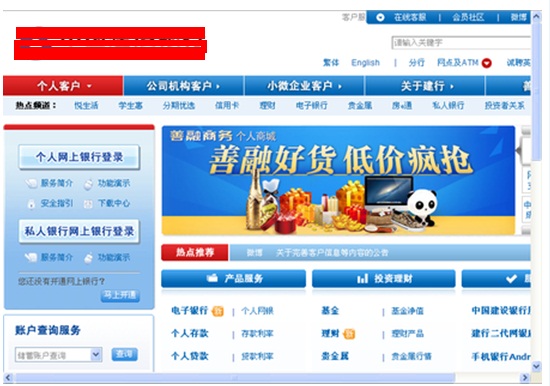 客户服 在线客服 | 会员社区 | 微博
请输入关键字
繁体 English | 分行 网点及ATM 试聘英
个人客户 公司机构客户 小微企业客户 关于建行 善
热点频道： 悦生活 学生惠 分期优选 信用卡 理财 电子银行 贵金属 房e通 私人银行 投资者关系
个人网上银行登录
服务简介 功能演示
安全指引 下载中心
私人银行网上银行登录
服务简介 功能演示
您还没有开通网上银行？
马上开通
账户查询服务
储蓄账户查询 查询
善融商务 个人商城
善融好货 低价疯抢
热点推荐 微博 关于完善客户信息等内容的公告
产品服务 投资理财
电子银行 | 个人网银 基金 | 基金净值 中国建设银行
个人存款 | 存款利率 理财 | 理财产品 建行二代网银
个人贷款 | 贷款利率 贵金属 | 贵金属行情 手机银行Andr